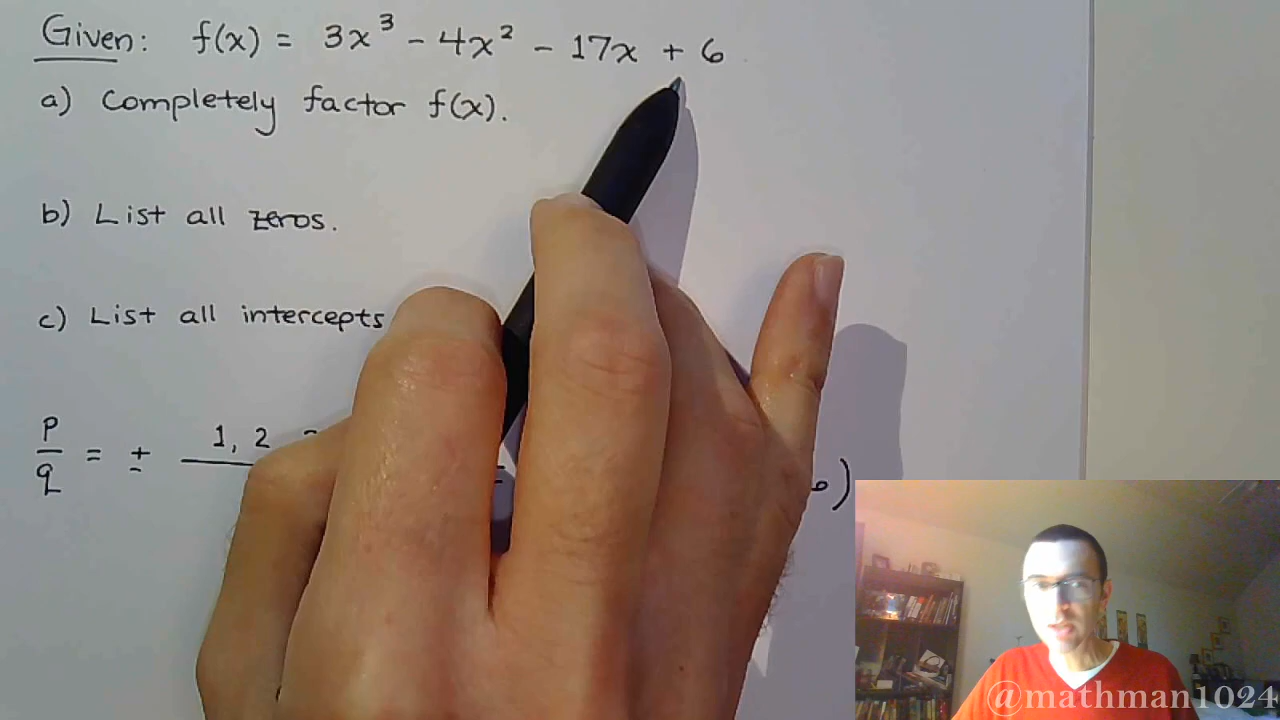 Given: f(x) = 3x³ - 4x² - 17x + 6
a) Completely factor f(x).
b) List all zeros.
c) List all intercepts
p/q = ± 1, 2
)
@mathman1024